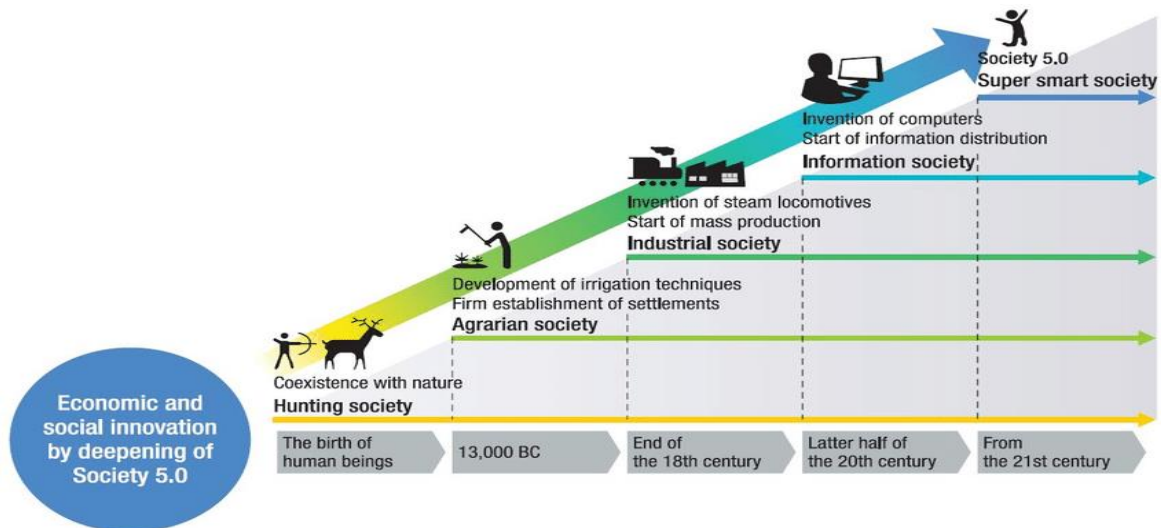 Society 5.0
Super smart society
Invention of computers
Start of information distribution
Information society
Invention of steam locomotives
Start of mass production
Industrial society
Development of irrigation techniques
Firm establishment of settlements
Agrarian society
Coexistence with nature
Hunting society
Economic and
social innovation
by deepening of
Society 5.0
The birth of
human beings
13,000 BC
End of
the 18th century
Latter half of
the 20th century
From
the 21st century